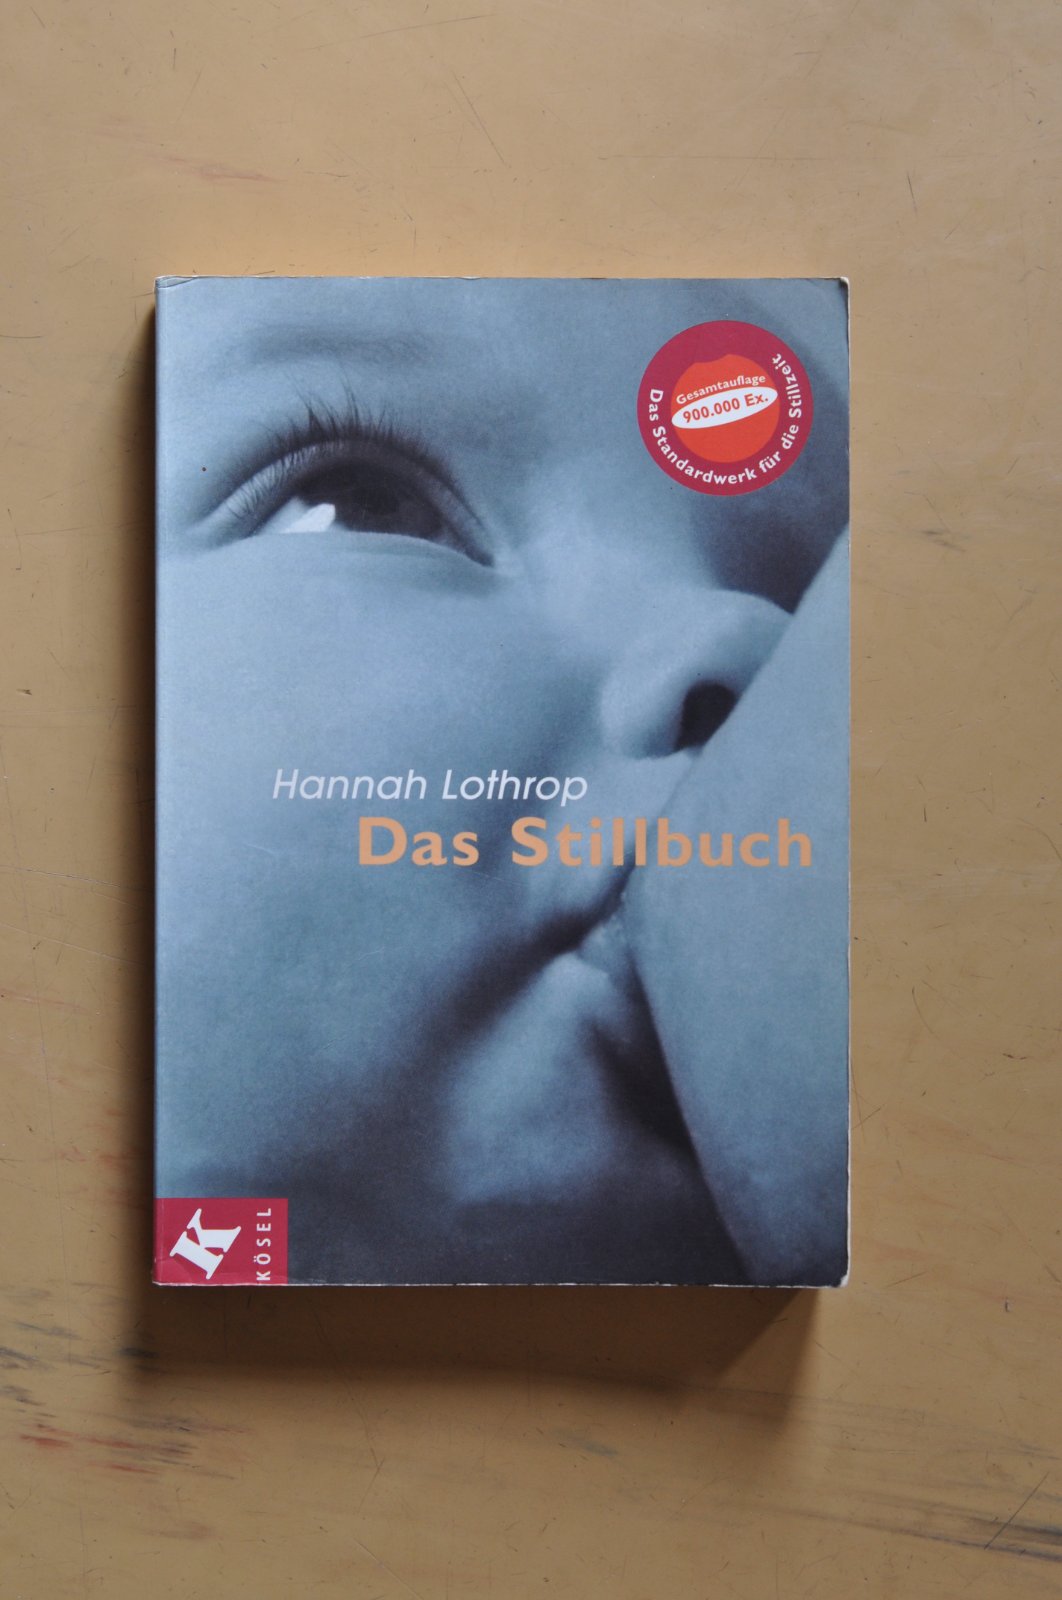 Gesamtauflage
900.000 Ex.
Das Standardwerk für die Stillzeit
Hannah Lothrop
Das Stillbuch
K
KÖSEL